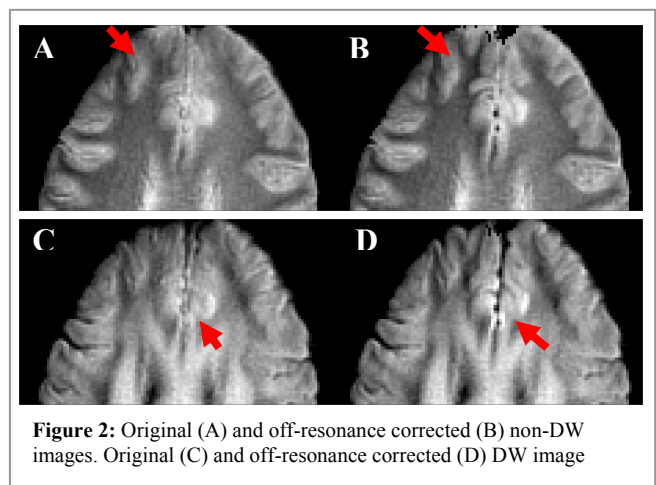 A B
C D
Figure 2: Original (A) and off-resonance corrected (B) non-DW
images. Original (C) and off-resonance corrected (D) DW image